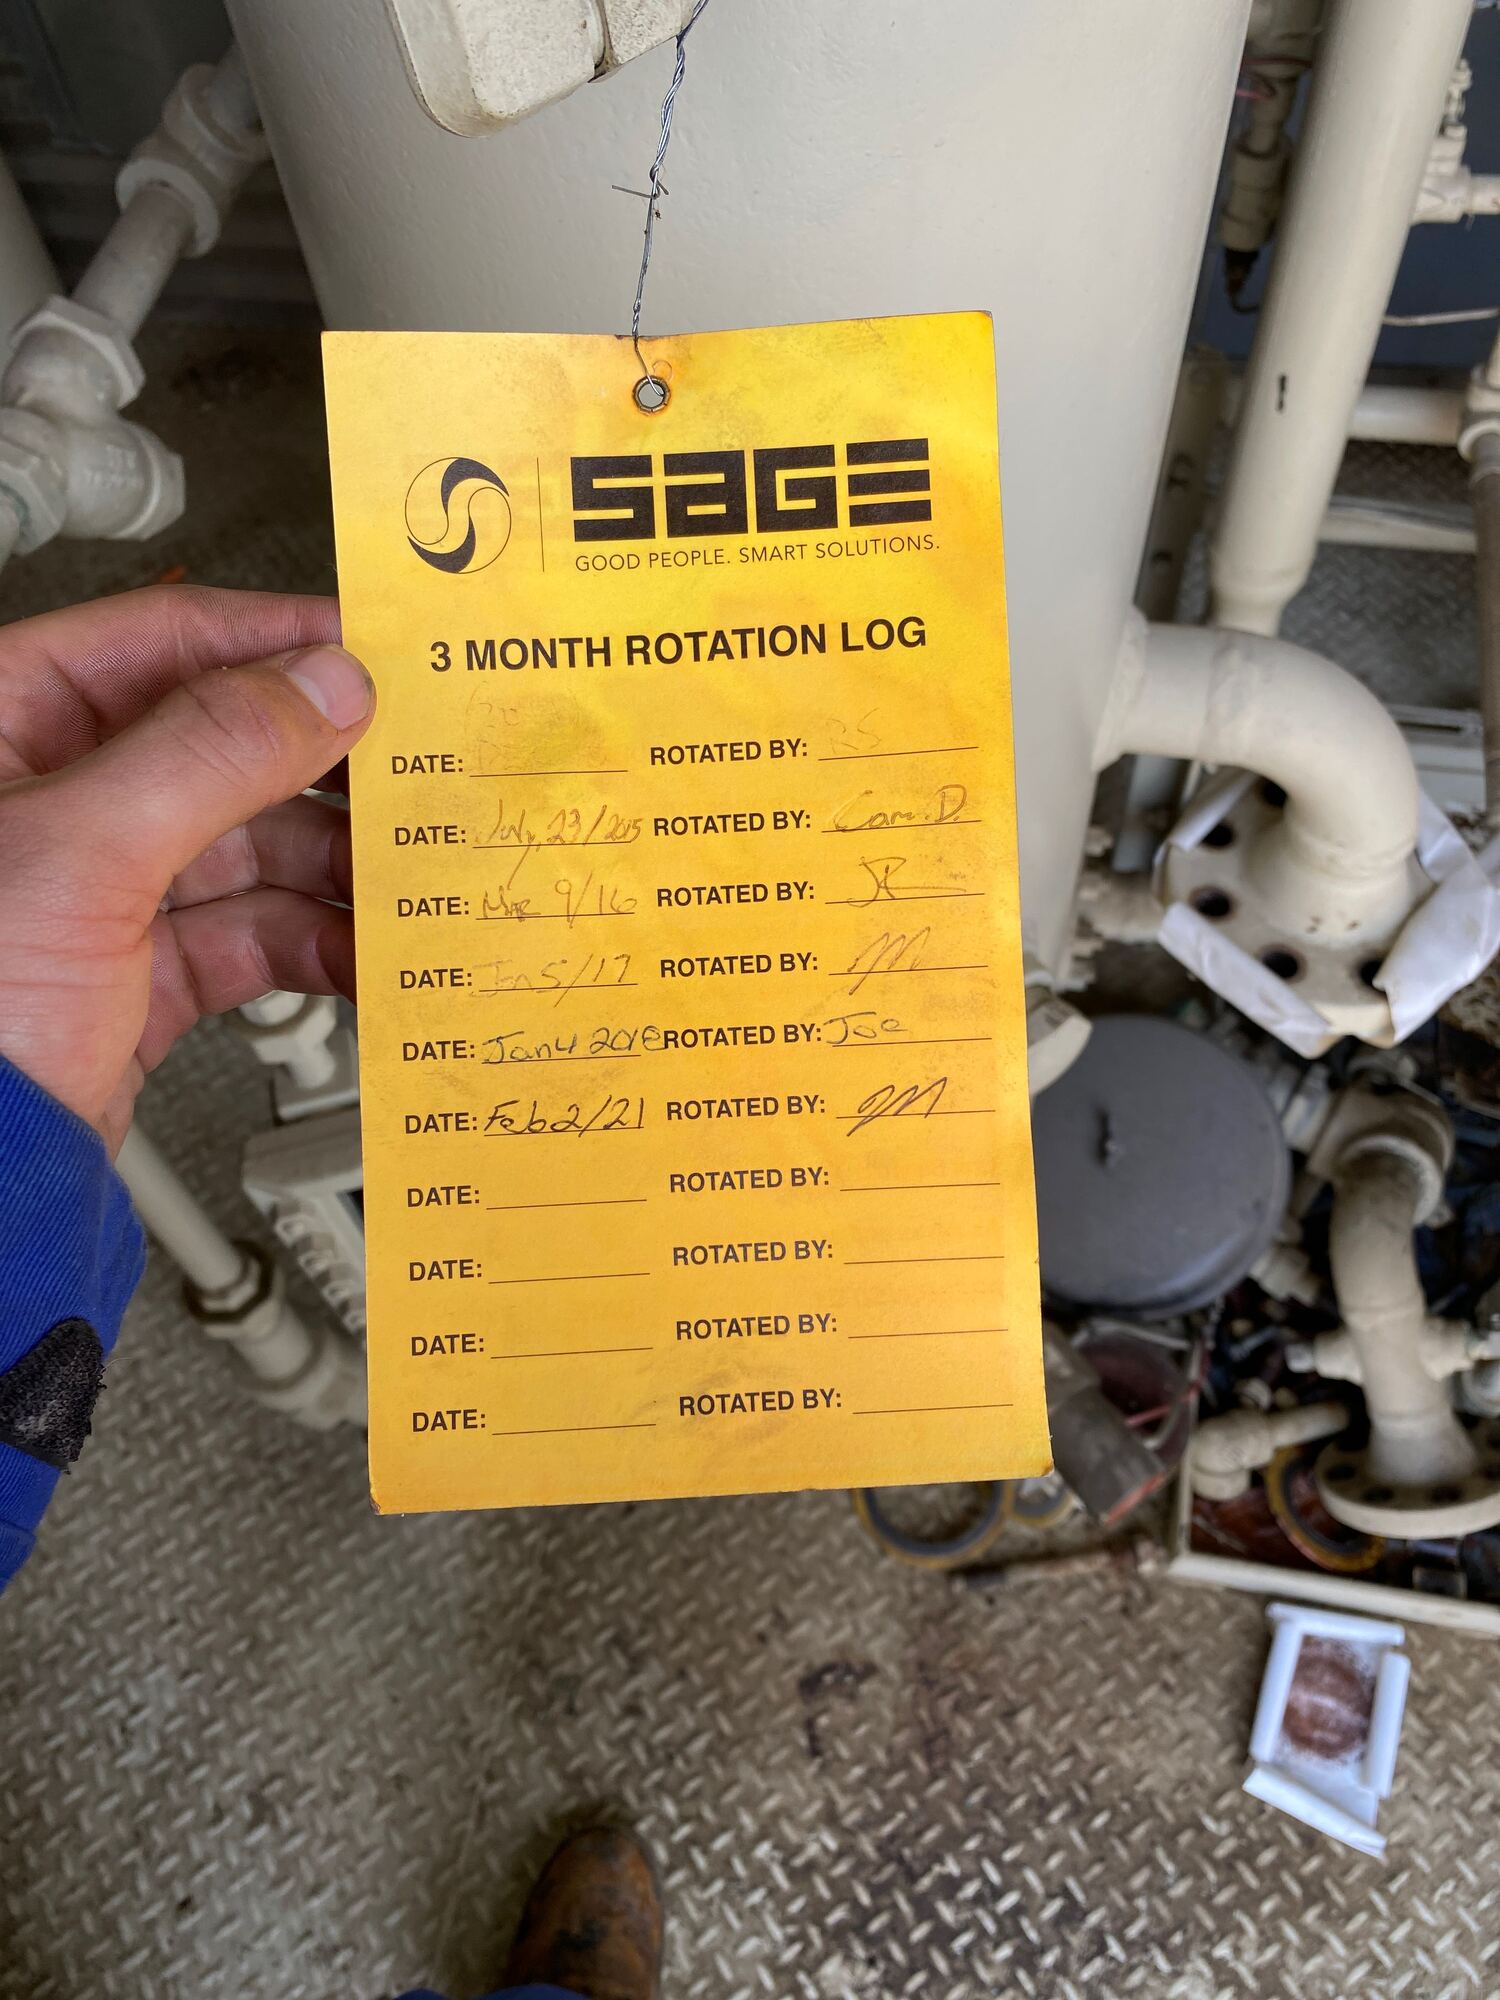 SAGE
GOOD PEOPLE. SMART SOLUTIONS.
3 MONTH ROTATION LOG
DATE: ROTATED BY: RS
DATE: July, 23/2015 ROTATED BY: Cam D.
DATE: Mar 9/16 ROTATED BY:
DATE: Jan 5/17 ROTATED BY: JM
DATE: Jan 4 2018 ROTATED BY: Joe
DATE: Feb 2/21 ROTATED BY: JM
DATE: ROTATED BY:
DATE: ROTATED BY:
DATE: ROTATED BY:
DATE: ROTATED BY: